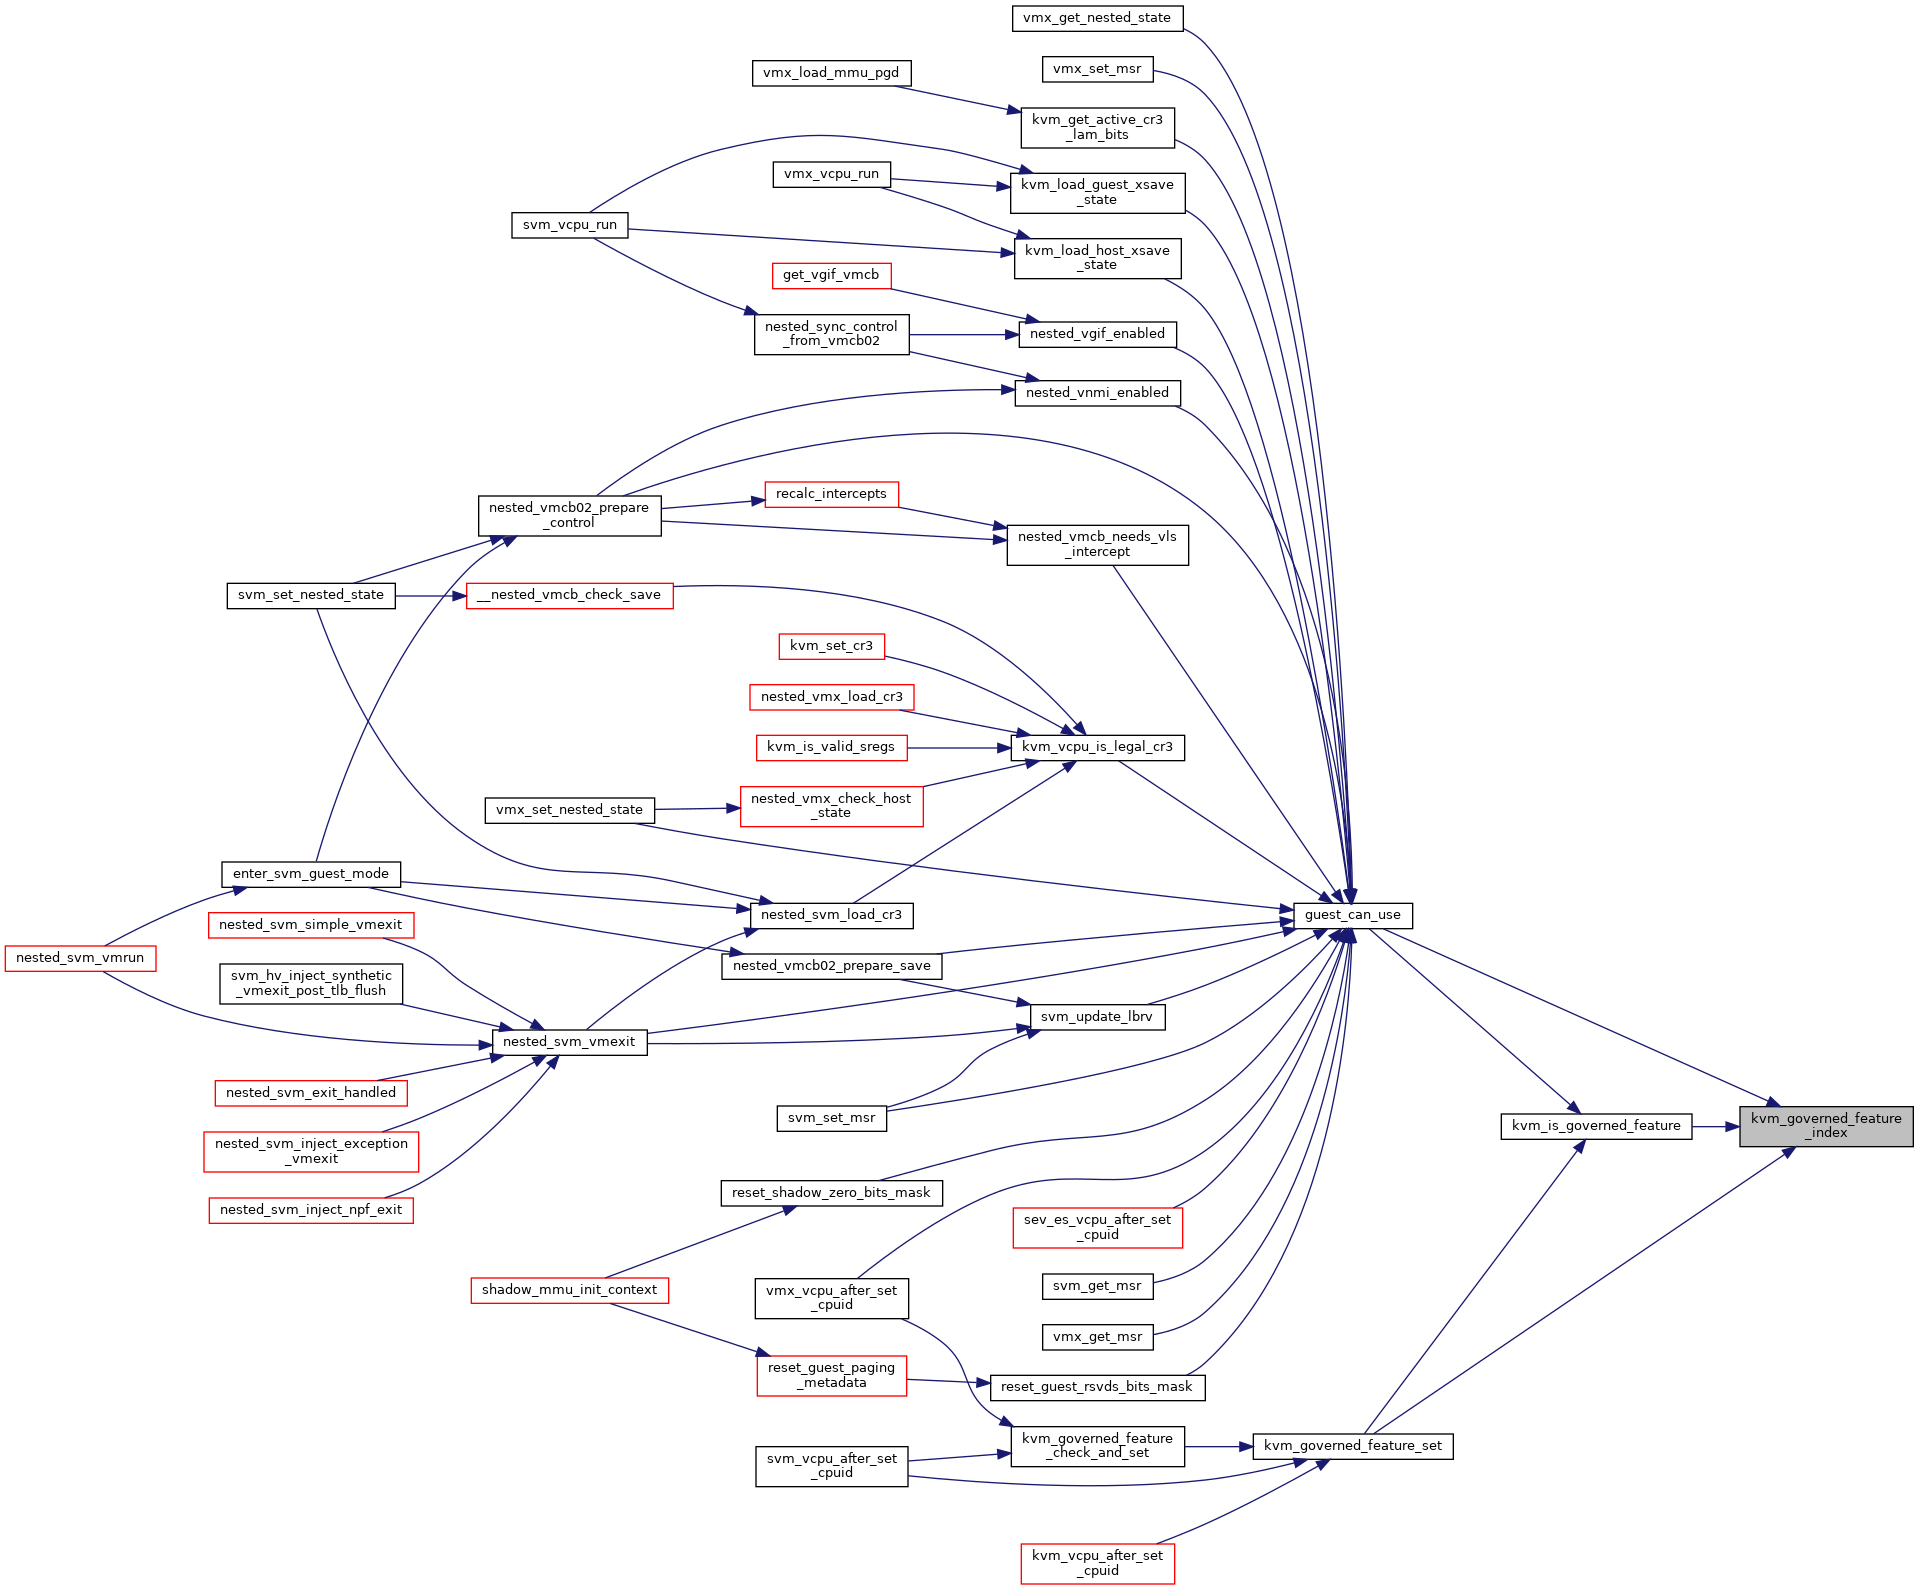 vmx_get_nested_state
vmx_set_msr
vmx_load_mmu_pgd
kvm_get_active_cr3
_lam_bits
vmx_vcpu_run
kvm_load_guest_xsave
_state
svm_vcpu_run
kvm_load_host_xsave
_state
get_vgif_vmcb
nested_sync_control
_from_vmcb02
nested_vgif_enabled
nested_vnmi_enabled
recalc_intercepts
nested_vmcb02_prepare
_control
nested_vmcb_needs_vls
_intercept
svm_set_nested_state
__nested_vmcb_check_save
kvm_set_cr3
nested_vmx_load_cr3
kvm_is_valid_sregs
kvm_vcpu_is_legal_cr3
nested_vmx_check_host
_state
vmx_set_nested_state
enter_svm_guest_mode
nested_svm_load_cr3
guest_can_use
nested_svm_simple_vmexit
nested_svm_vmrun
nested_vmcb02_prepare_save
svm_hv_inject_synthetic
_vmexit_post_tlb_flush
svm_update_lbrv
nested_svm_vmexit
nested_svm_exit_handled
svm_set_msr
kvm_is_governed_feature
kvm_governed_feature
_index
nested_svm_inject_exception
_vmexit
reset_shadow_zero_bits_mask
nested_svm_inject_npf_exit
sev_es_vcpu_after_set
_cpuid
shadow_mmu_init_context
vmx_vcpu_after_set
_cpuid
svm_get_msr
vmx_get_msr
reset_guest_paging
_metadata
reset_guest_rsvds_bits_mask
kvm_governed_feature
_check_and_set
kvm_governed_feature_set
svm_vcpu_after_set
_cpuid
kvm_vcpu_after_set
_cpuid